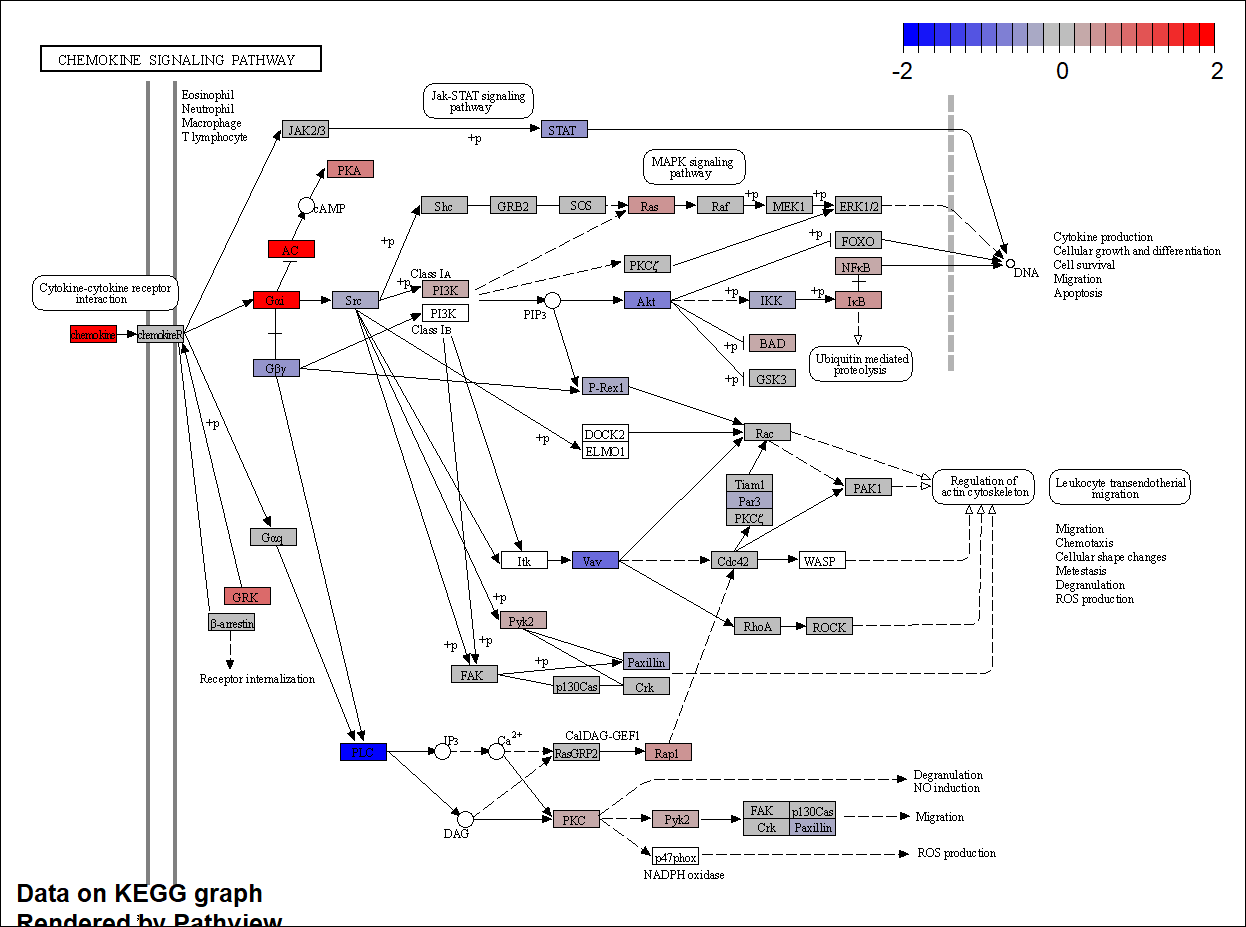 CHEMOKINE SIGNALING PATHWAY
-2 0 2
Eosinophil
Neutrophil
Macrophage
T lymphocyte
Jak-STAT signaling
pathway
JAK2/3
+p
STAT
MAPK signaling
pathway
PKA
cAMP
AC
+p
Shc
GRB2
SOS
Ras
+p
Raf
MEK1
+p
ERK1/2
+p
FOXO
PKCζ
NFκB
Cytokine production
Cellular growth and differentiation
Cell survival
Migration
Apoptosis
DNA
Cytokine-cytokine receptor
interaction
Class IA
+p
PI3K
PI3K
Class IB
Gαi
Src
PIP3
Akt
+p
IKK
+p
IκB
chemokine
chemokineR
Gβγ
+p
BAD
+p
GSK3
Ubiquitin mediated
proteolysis
P-Rex1
+p
+p
DOCK2
ELMO1
Rac
Tiam1
Par3
PKCζ
PAK1
Regulation of
actin cytoskeleton
Leukocyte transendotherial
migration
Gαq
Itk
Vav
Cdc42
WASP
Migration
Chemotaxis
Cellular shape changes
Metestasis
Degranulation
ROS production
GRK
β-arrestin
+p
Pyk2
RhoA
ROCK
Receptor internalization
+p
+p
FAK
+p
Paxillin
p130Cas
Crk
PLC
IP3
Ca2+
CalDAG-GEF1
RasGRP2
Rap1
DAG
PKC
Pyk2
FAK
p130Cas
Crk
Paxillin
Degranulation
NO induction
Migration
p47phox
NADPH oxidase
ROS production
Data on KEGG graph
Rendered by Pathview